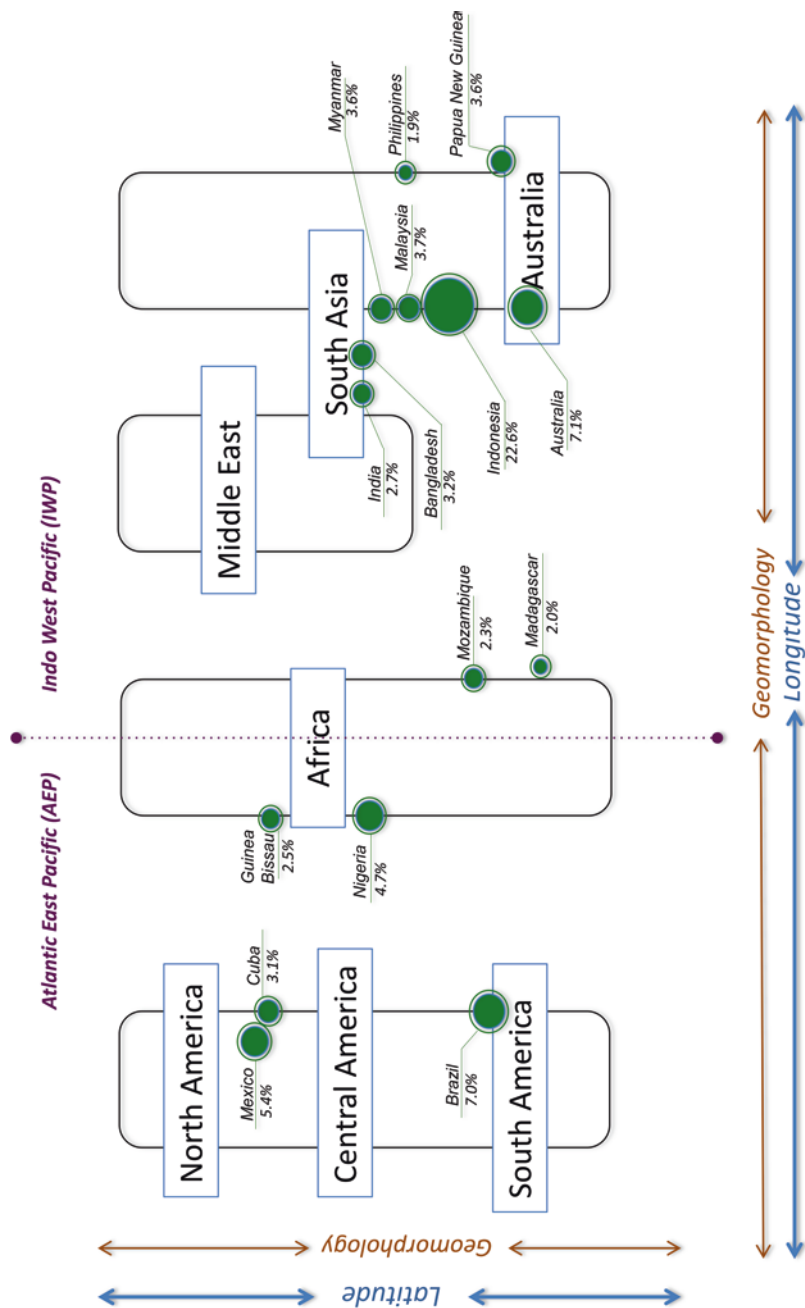 Atlantic East Pacific (AEP)
Indo West Pacific (IWP)
North America
Mexico
5.4%
Cuba
3.1%
Central America
Brazil
7.0%
South America
Guinea
Bissau
2.5%
Africa
Nigeria
4.7%
Mozambique
2.3%
Madagascar
2.0%
Middle East
South Asia
India
2.7%
Bangladesh
3.2%
Myanmar
3.6%
Malaysia
3.7%
Philippines
1.9%
Indonesia
22.6%
Papua New Guinea
3.6%
Australia
Australia
7.1%
Latitude
Geomorphology
Geomorphology
Longitude